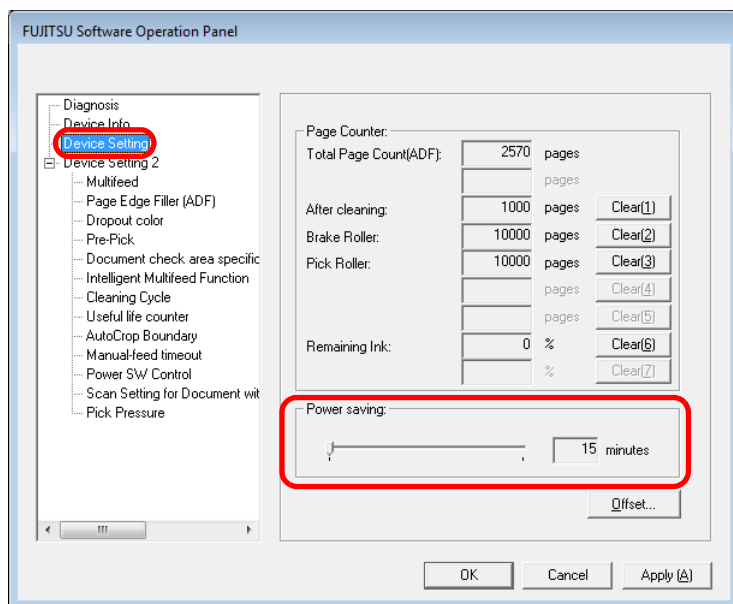 FUJITSU Software Operation Panel
Diagnosis
Device Info
Device Setting
Device Setting 2
Multifeed
Page Edge Filler (ADF)
Dropout color
Pre-Pick
Document check area specific
Intelligent Multifeed Function
Cleaning Cycle
Useful life counter
AutoCrop Boundary
Manual-feed timeout
Power SW Control
Scan Setting for Document wit
Pick Pressure
Page Counter:
Total Page Count(ADF): 2570 pages
pages
After cleaning: 1000 pages Clear(1)
Brake Roller: 10000 pages Clear(2)
Pick Roller: 10000 pages Clear(3)
pages Clear(4)
pages Clear(5)
Remaining Ink: 0 % Clear(6)
% Clear(7)
Power saving:
15 minutes
Offset...
OK Cancel Apply (A)